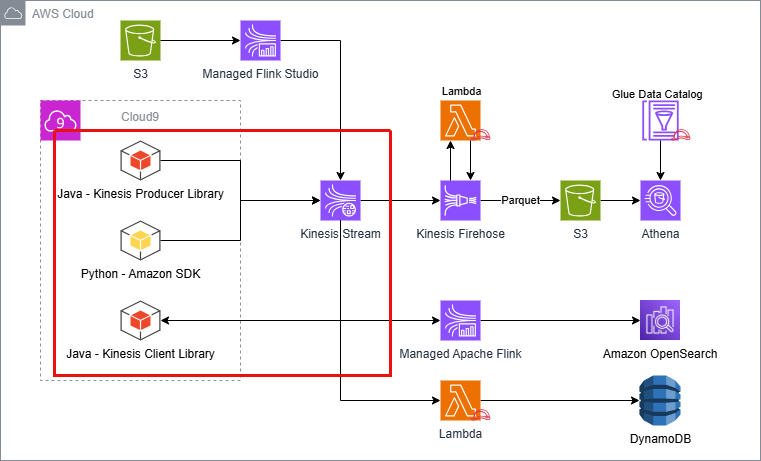 AWS Cloud
S3
Managed Flink Studio
Cloud9
9
Lambda
Glue Data Catalog
Java - Kinesis Producer Library
Kinesis Stream
Kinesis Firehose
Parquet
S3
Athena
Python - Amazon SDK
Java - Kinesis Client Library
Managed Apache Flink
Amazon OpenSearch
Lambda
DynamoDB